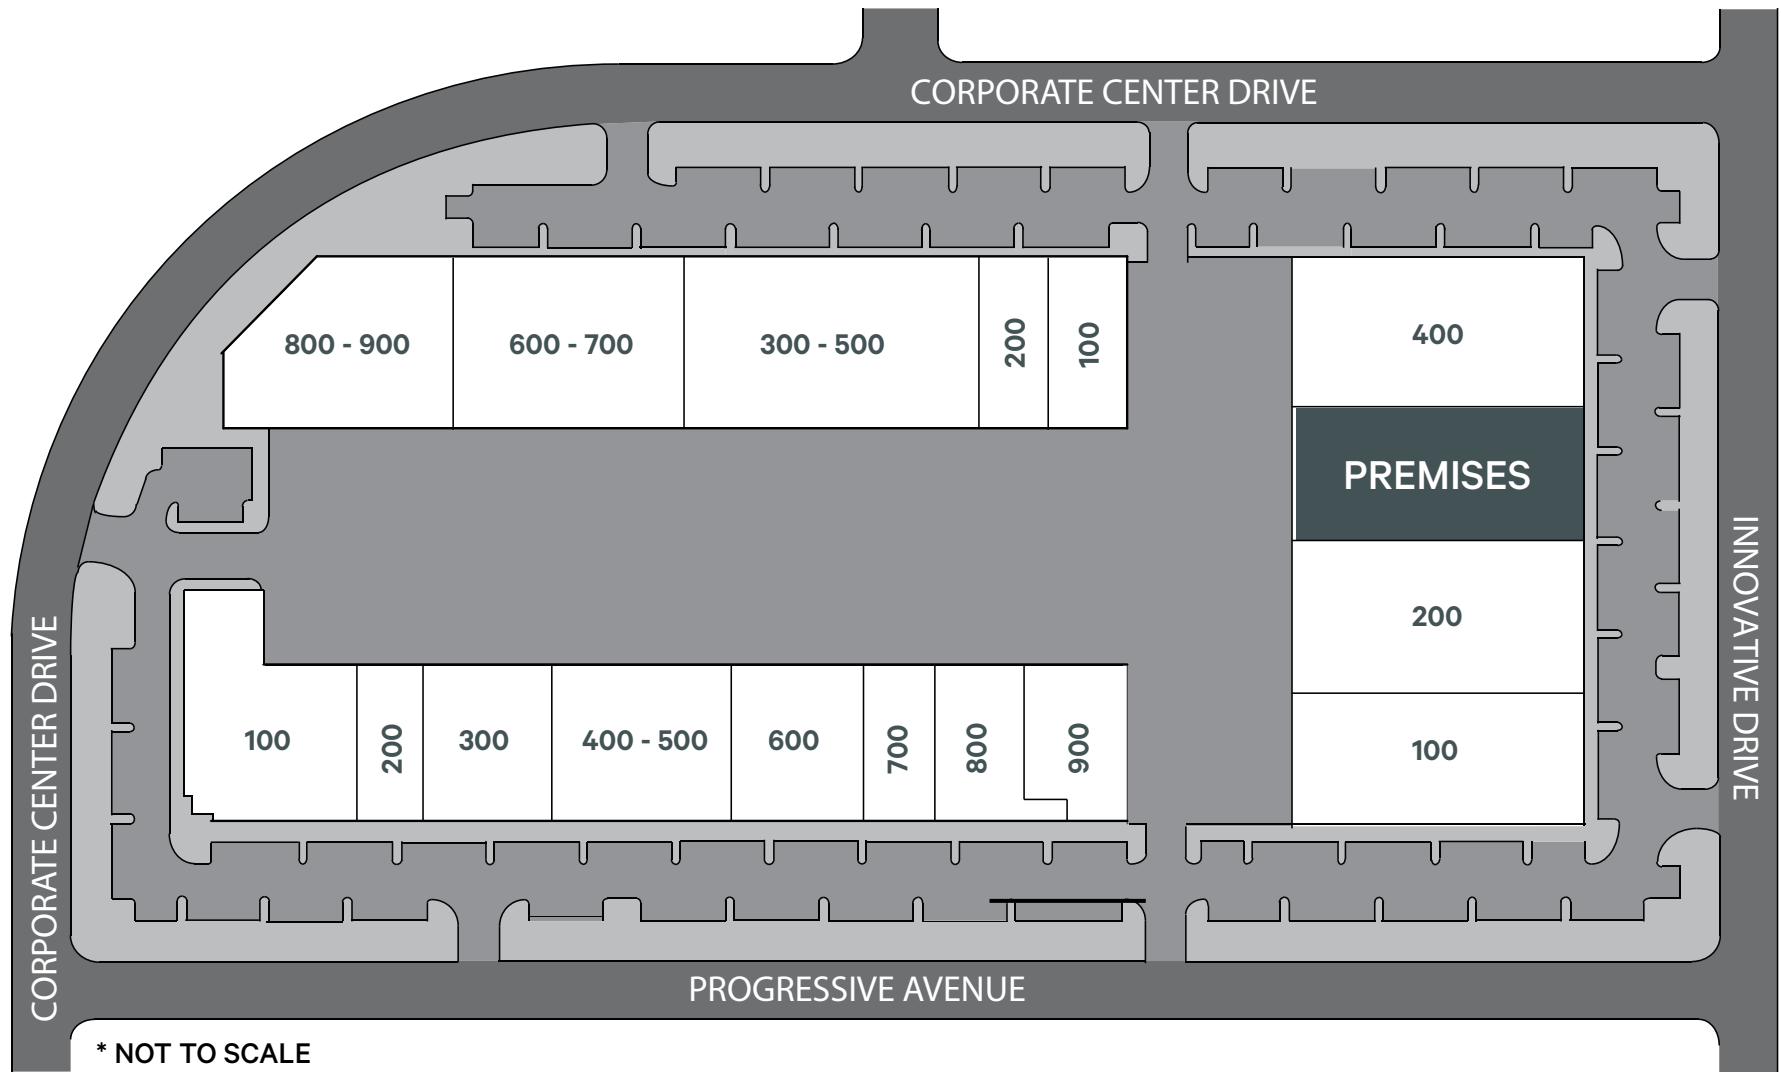 CORPORATE CENTER DRIVE
800 - 900
600 - 700
300 - 500
200
100
400
PREMISES
200
100
INNOVATIVE DRIVE
CORPORATE CENTER DRIVE
100
200
300
400 - 500
600
700
800
900
PROGRESSIVE AVENUE
* NOT TO SCALE